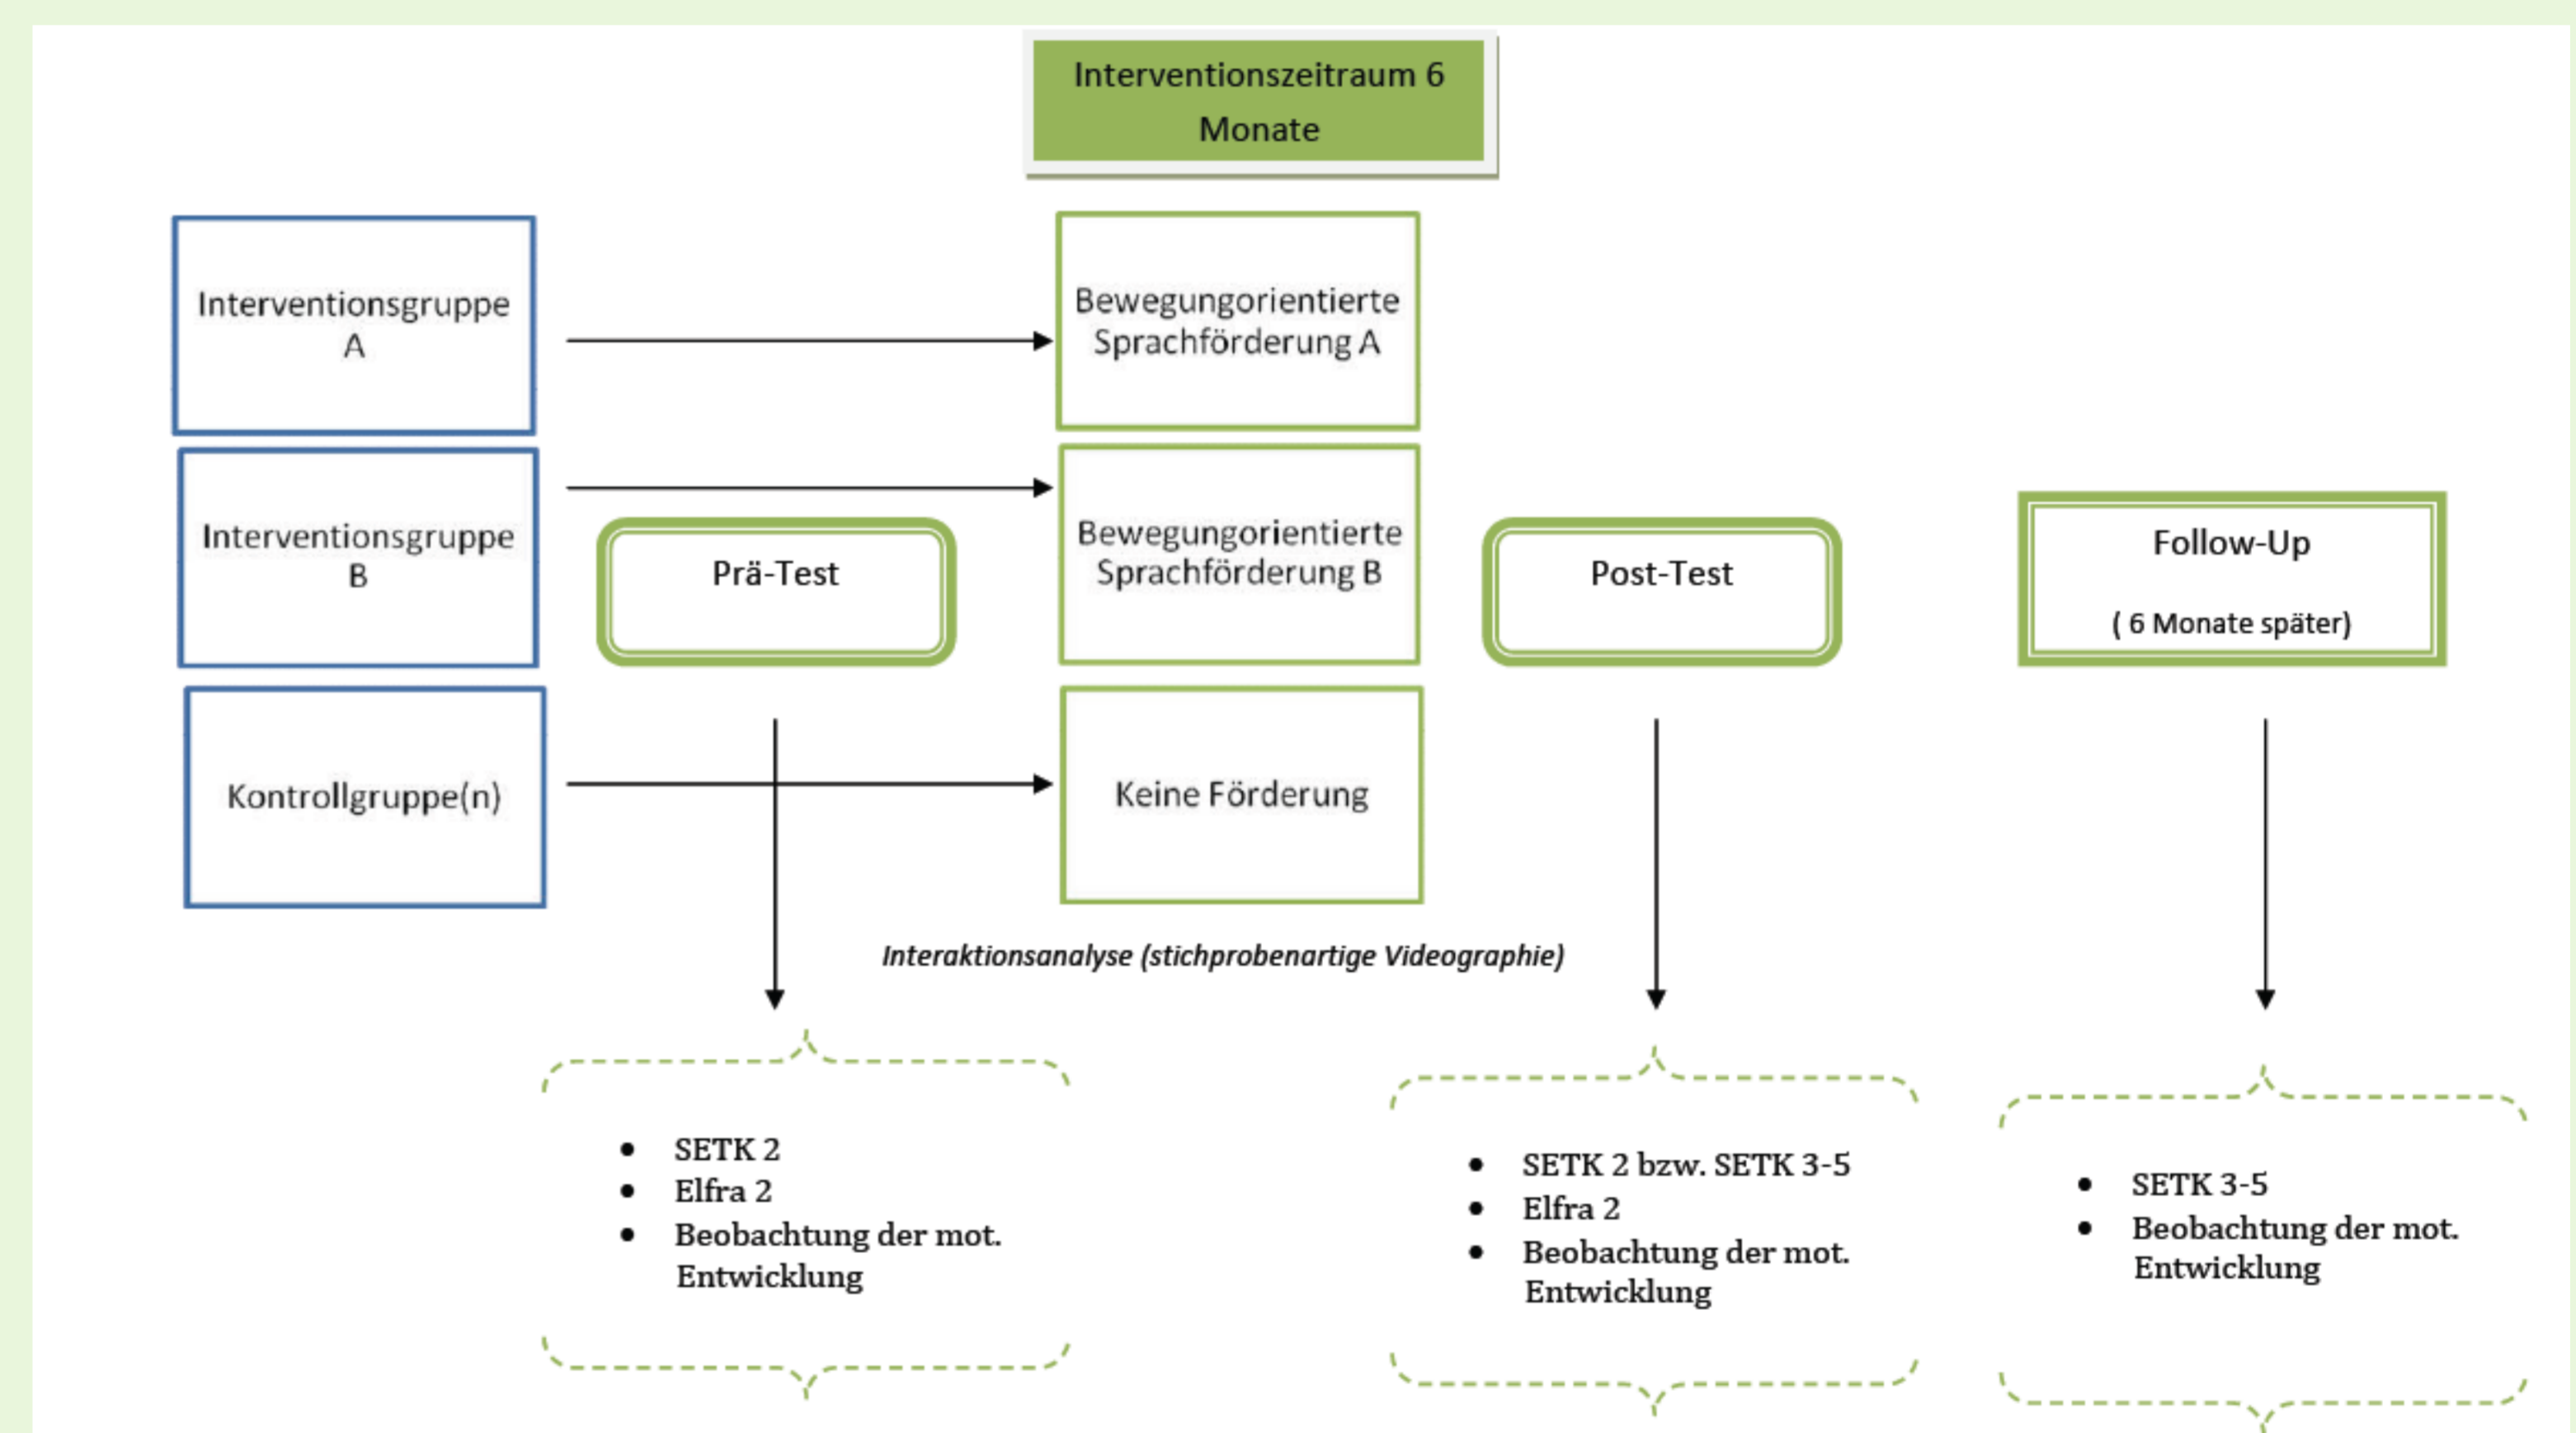 Interventionszeitraum 6
Monate
Interventionsgruppe
A
Bewegungorientierte
Sprachförderung A
Interventionsgruppe
B
Prä-Test
Bewegungorientierte
Sprachförderung B
Post-Test
Follow-Up
( 6 Monate später)
Kontrollgruppe(n)
Keine Förderung
Interaktionsanalyse (stichprobenartige Videographie)
• SETK 2
• Elfra 2
• Beobachtung der mot.
Entwicklung
• SETK 2 bzw. SETK 3-5
• Elfra 2
• Beobachtung der mot.
Entwicklung
• SETK 3-5
• Beobachtung der mot.
Entwicklung